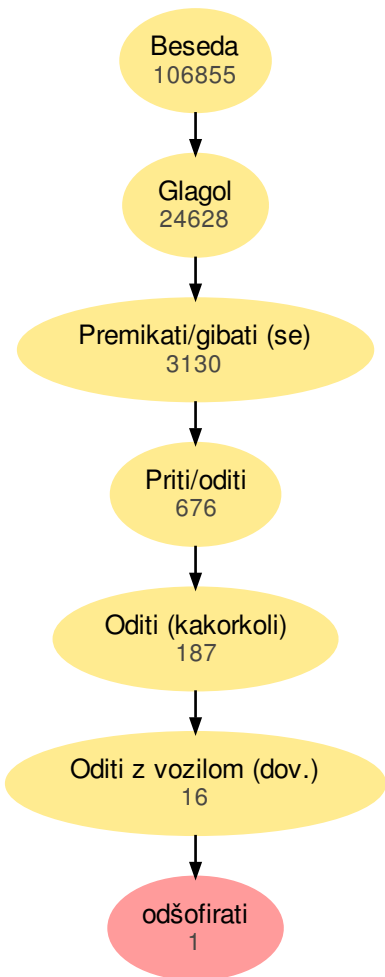 Beseda
106855
Glagol
24628
Premikati/gibati (se)
3130
Priti/oditi
676
Oditi (kakorkoli)
187
Oditi z vozilom (dov.)
16
odšofirati
1